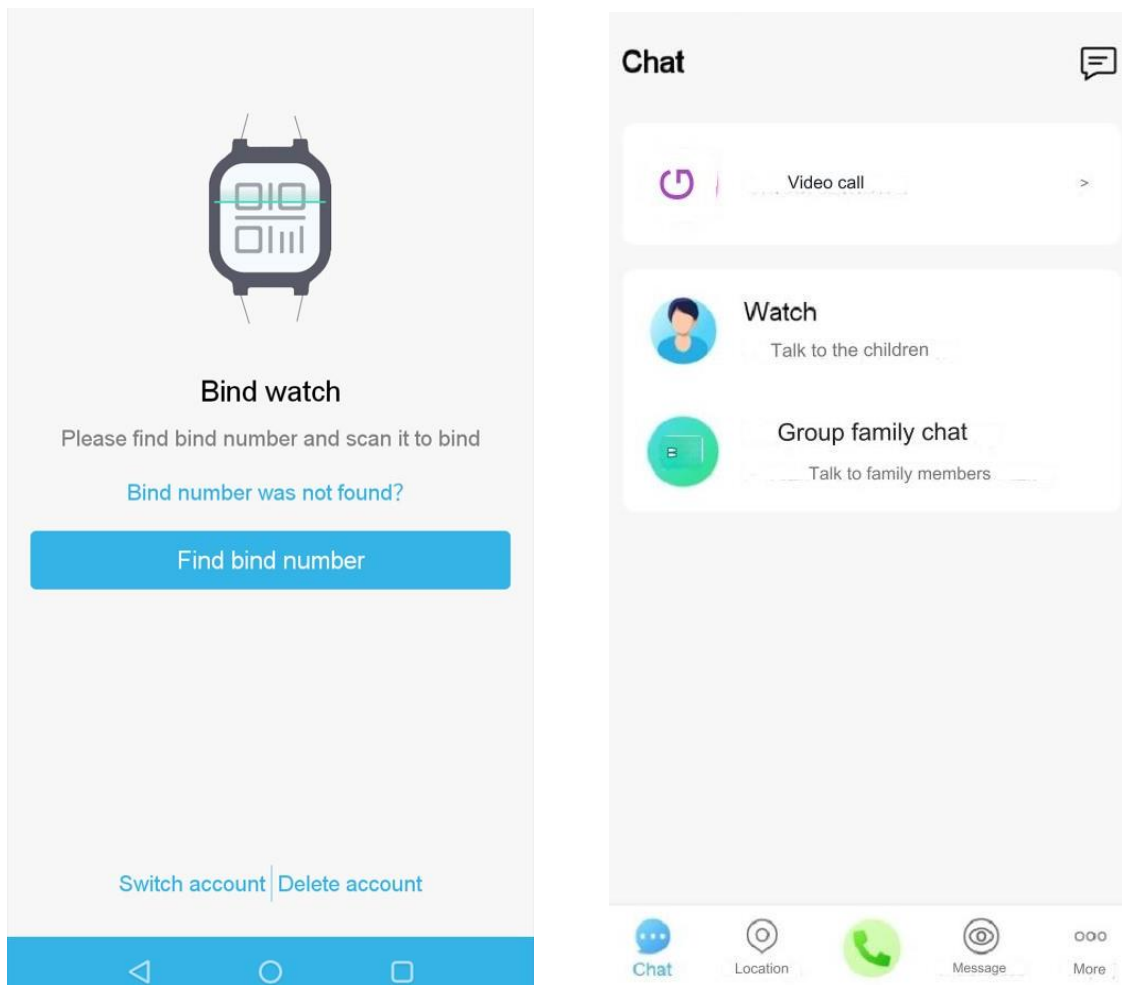 Bind watch
Please find bind number and scan it to bind
Bind number was not found?
Find bind number
Switch account Delete account
Chat
Video call >
Watch
Talk to the children
Group family chat
B
Talk to family members
Chat Location Message More